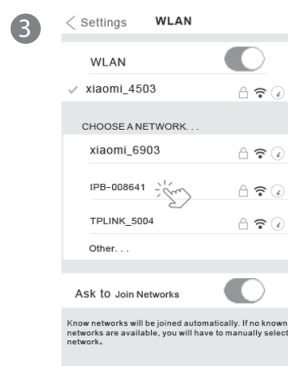 3
Settings WLAN
WLAN
xiaomi_4503
CHOOSE A NETWORK. . .
xiaomi_6903
IPB-008641
TPLINK_5004
Other. . .
Ask to Join Networks
Know networks will be joined automatically. If no known
networks are available, you will have to manually select
network.